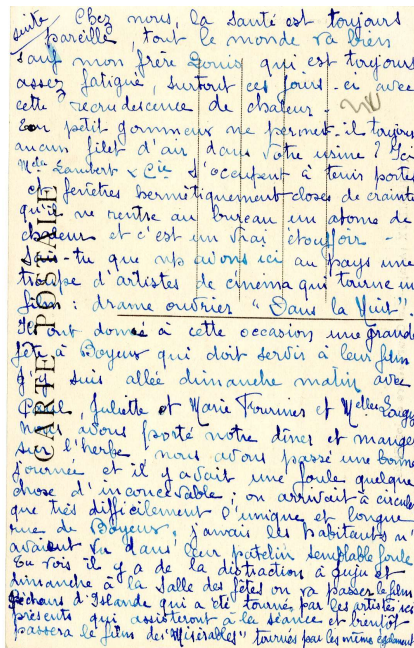 suite
Chez nous, la santé est toujours
pareille, tout le monde va bien
sauf mon frère Louis qui est toujours
assez fatigué, surtout ces jours-ci avec
cette recrudescence de chaleur -
Ton petit gommeux ne permet-il toujours
aucun filet d'air dans votre usine ? Ici
Lambert & Cie s'occupent à tenir portes
et fenêtres hermétiquement closes de crainte
qu'il ne rentre au bureau un atome de
chaleur et c'est un vrai étouffoir -
Sais-tu que ns avons ici au pays une
troupe d'artistes de cinéma qui tourne un
film : drame ouvrier "Dans la Nuit".
Ils ont donné à cette occasion une grande
fête à Boyeux qui doit servir à leur film
j'y suis allée dimanche matin avec
Juliette et Marie Fournier et Melles
nous avons porté notre dîner et mangé
sur l'herbe nous avons passé une bonne
journée et il y avait une foule quelque
chose d'inconcevable ; on arrivait à circuler
que très difficilement l'unique et longue
rue de Boyeux, jamais les habitants n'
avaient vu dans leur patelin semblable foule
Tu vois il y a de la distraction à Juju et
dimanche à la Salle des fêtes on va passer le film
Pêcheurs d'Islande qui a été tourné par les artistes ici
présents qui assisteront à la séance et bientôt
passera le film des "Misérables" tournés par les même également
CARTE POSTALE